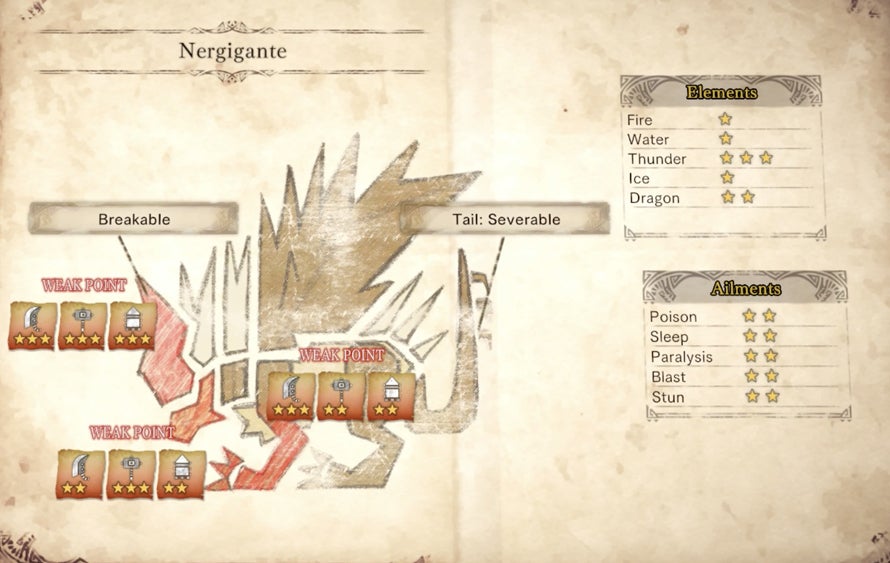 Nergigante
Breakable
Tail: Severable
WEAK POINT
WEAK POINT
WEAK POINT
Elements
Fire
Water
Thunder
Ice
Dragon
Ailments
Poison
Sleep
Paralysis
Blast
Stun